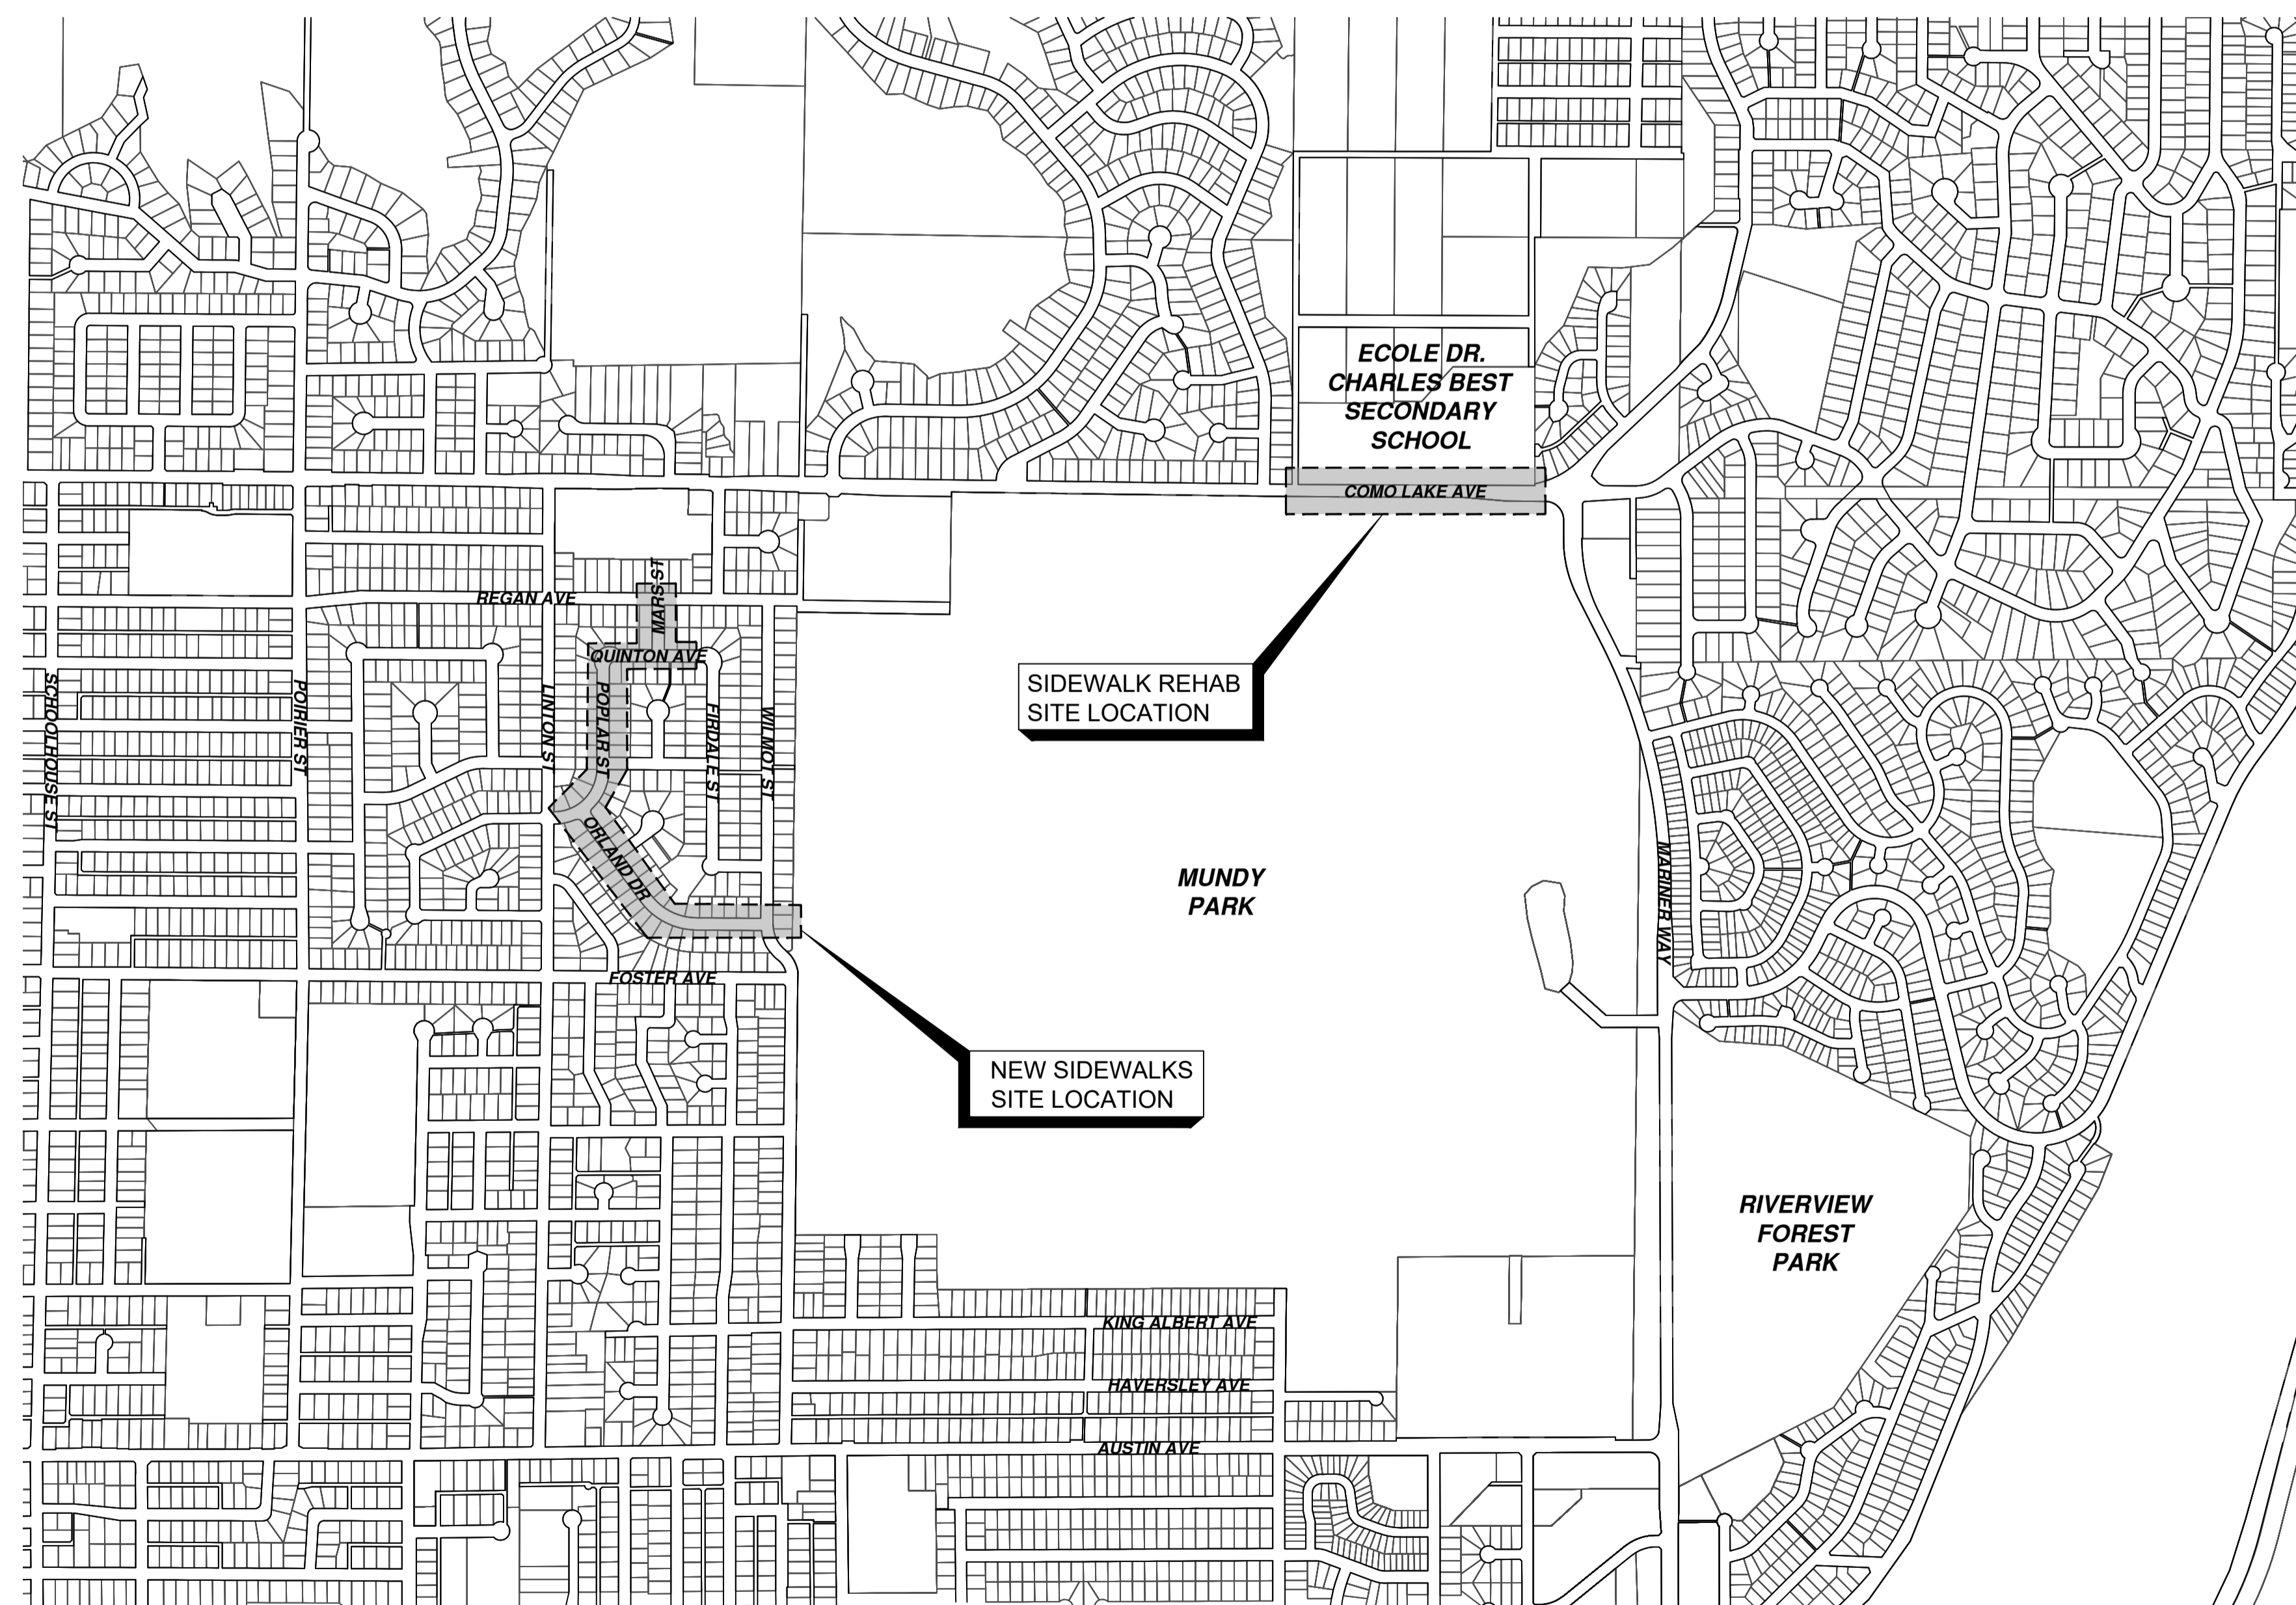 ECOLE DR.
CHARLES BEST
SECONDARY
SCHOOL
COMO LAKE AVE
MARS ST
REGAN AVE
QUINTON AVE
SCHOOLHOUSE ST
POIRIER ST
LINTON ST
POPLAR ST
FIRDALE ST
WILMOT ST
SIDEWALK REHAB
SITE LOCATION
ORLAND DR
MUNDY
PARK
MARINER WAY
FOSTER AVE
NEW SIDEWALKS
SITE LOCATION
RIVERVIEW
FOREST
PARK
KING ALBERT AVE
HAVERSLEY AVE
AUSTIN AVE